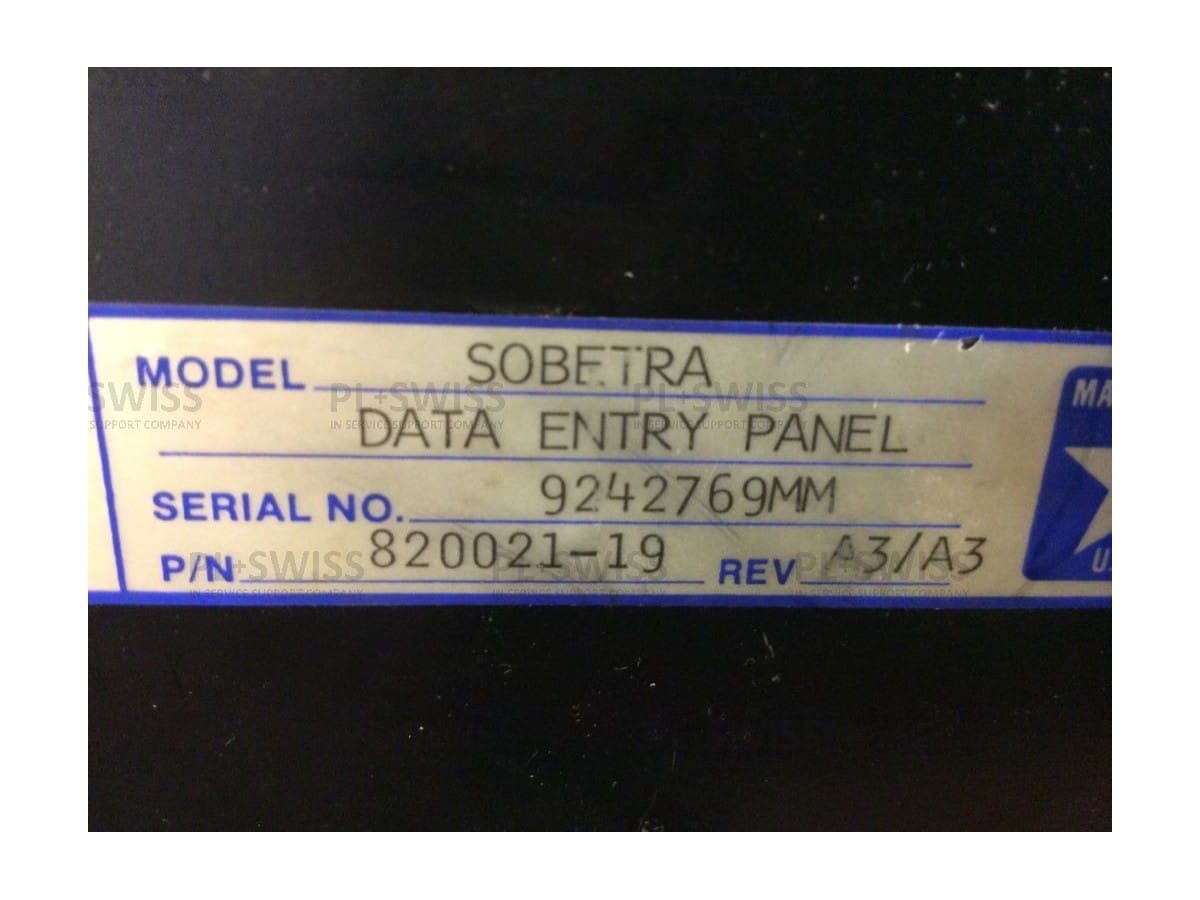 MODEL SOBETRA
DATA ENTRY PANEL
SERIAL NO. 9242769MM
P/N 820021-19 REV A3/A3
PL+SWISS
IN SERVICE SUPPORT COMPANY